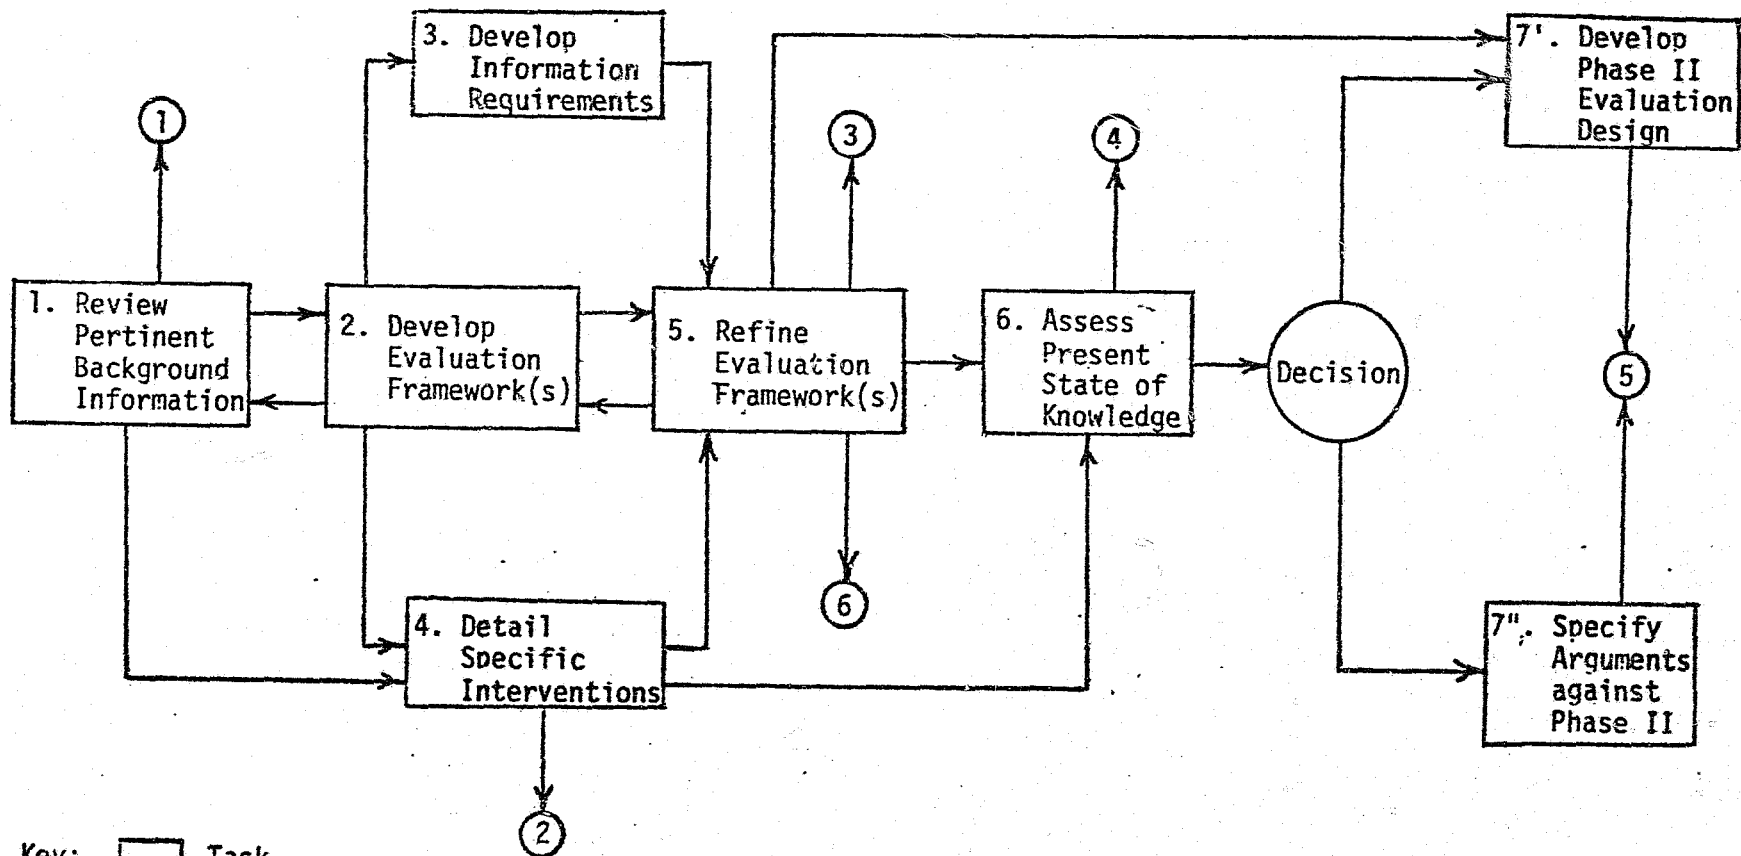 3. Develop
Information
Requirements
7'. Develop
Phase II
Evaluation
Design
1
3
4
1. Review
Pertinent
Background
Information
2. Develop
Evaluation
Framework(s)
5. Refine
Evaluation
Framework(s)
6. Assess
Present
State of
Knowledge
Decision
5
6
4. Detail
Specific
Interventions
7". Specify
Arguments
against
Phase II
2
Key: Task